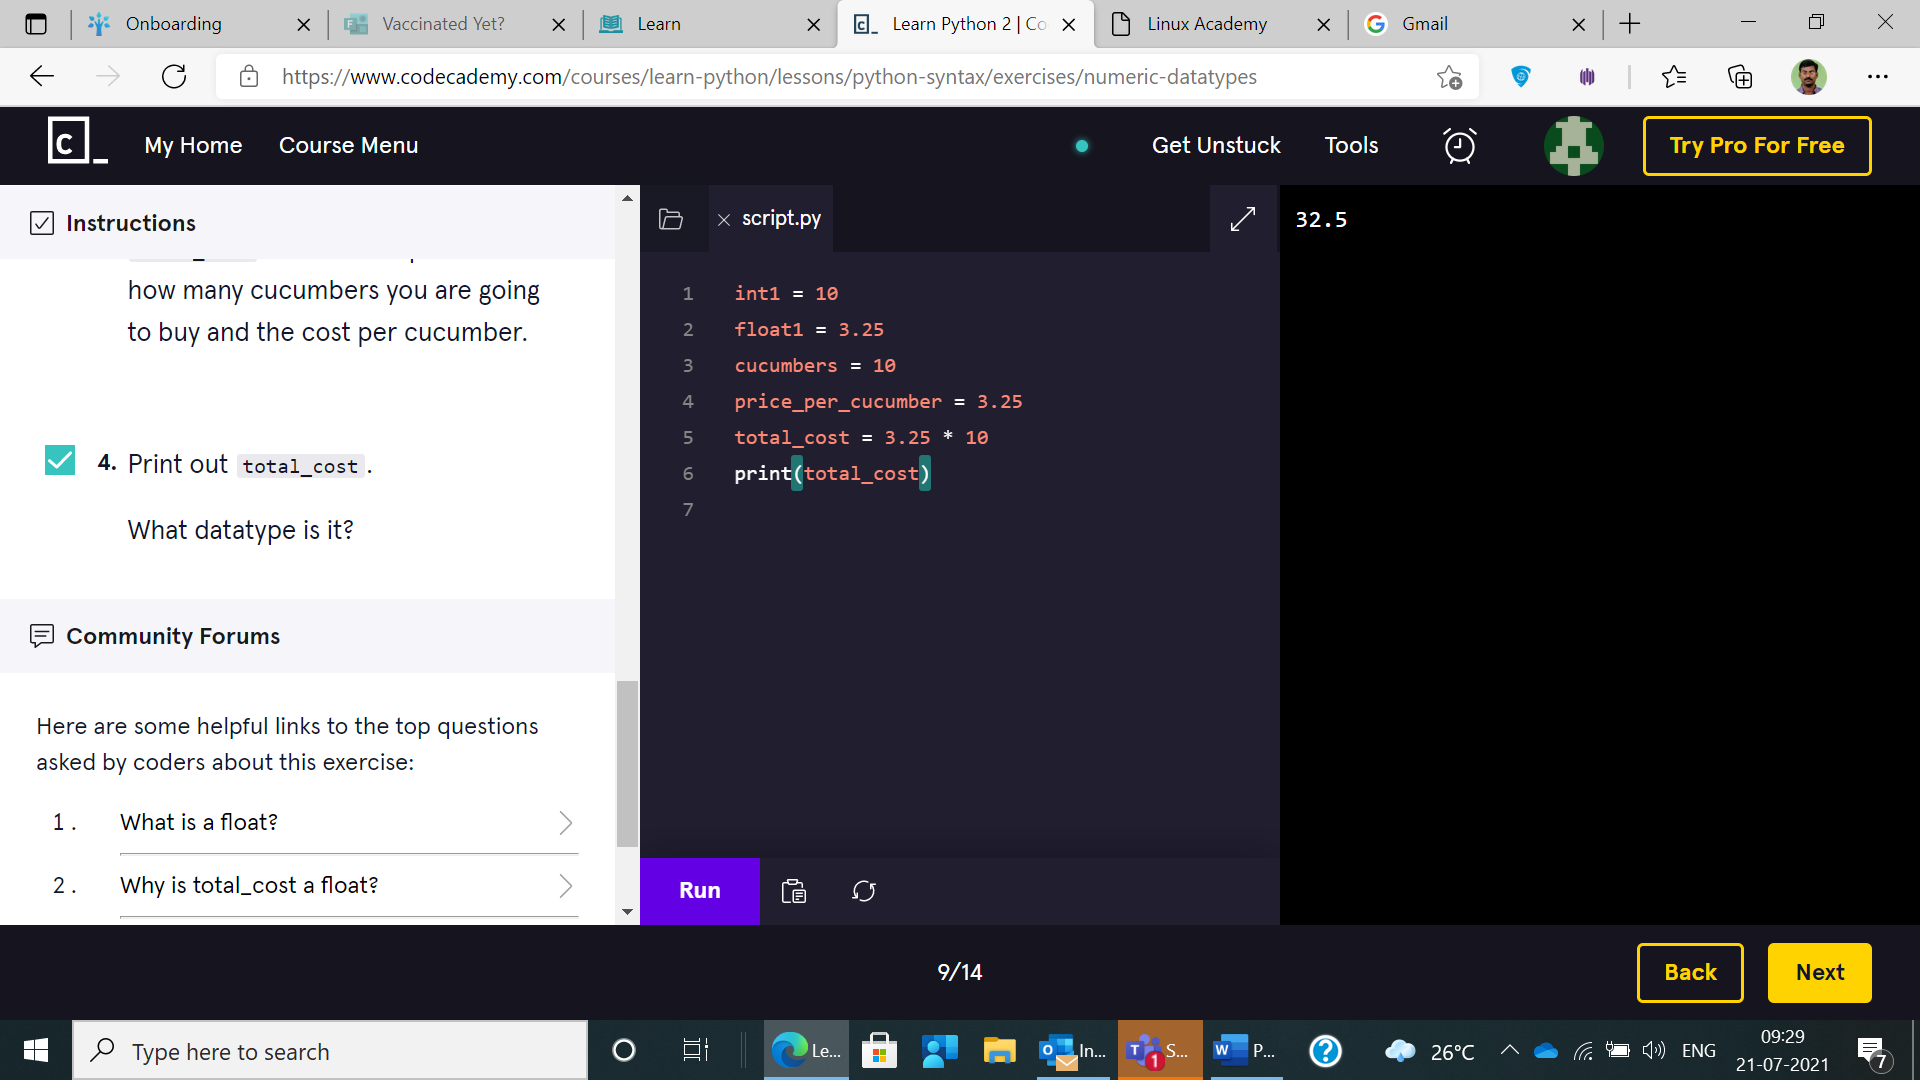 Onboarding
Vaccinated Yet?
Learn
Learn Python 2 | Co
Linux Academy
Gmail
https://www.codecademy.com/courses/learn-python/lessons/python-syntax/exercises/numeric-datatypes
My Home
Course Menu
Get Unstuck
Tools
Try Pro For Free
Instructions
how many cucumbers you are going
to buy and the cost per cucumber.
4. Print out total_cost.
What datatype is it?
Community Forums
Here are some helpful links to the top questions
asked by coders about this exercise:
1. What is a float?
2. Why is total_cost a float?
script.py
1 int1 = 10
2 float1 = 3.25
3 cucumbers = 10
4 price_per_cucumber = 3.25
5 total_cost = 3.25 * 10
6 print(total_cost)
7
Run
32.5
9/14
Back
Next
Type here to search
Le...
In...
S...
P...
26°C
ENG
09:29
21-07-2021
7